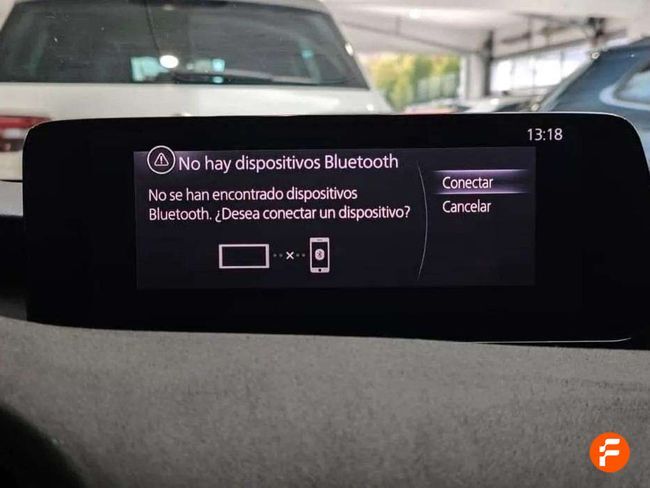 13:18
No hay dispositivos Bluetooth
No se han encontrado dispositivos
Bluetooth. ¿Desea conectar un dispositivo?
Conectar
Cancelar